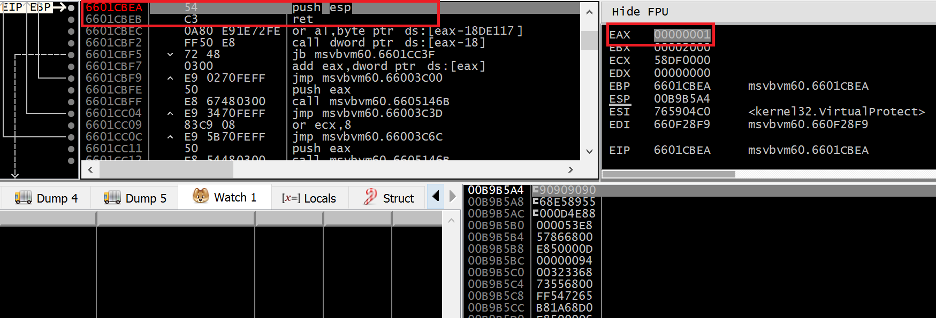 EIP EBP
6601CBEA 54 push esp
6601CBEB C3 ret
6601CBEC 0A80 E91E72FE or al,byte ptr ds:[eax-18DE117]
6601CBF2 FF50 E8 call dword ptr ds:[eax-18]
6601CBF5 72 48 jb msvbvm60.6601CC3F
6601CBF7 0300 add eax,dword ptr ds:[eax]
6601CBF9 E9 0270FEFF jmp msvbvm60.66003C00
6601CBFE 50 push eax
6601CBFF E8 67480300 call msvbvm60.6605146B
6601CC04 E9 3470FEFF jmp msvbvm60.66003C3D
6601CC09 83C9 08 or ecx,8
6601CC0C E9 5B70FEFF jmp msvbvm60.66003C6C
6601CC11 50 push eax
6601CC12 E8 54480300 call msvbvm60.6605146B
Hide FPU
EAX 00000001
EBX 00002000
ECX 58DF0000
EDX 00000000
EBP 6601CBEA msvbvm60.6601CBEA
ESP 00B9B5A4
ESI 765904C0 <kernel32.VirtualProtect>
EDI 660F28F9 msvbvm60.660F28F9
EIP 6601CBEA msvbvm60.6601CBEA
Dump 4 Dump 5 Watch 1 [x=] Locals Struct
00B9B5A4 90909090
00B9B5A8 68E58955
00B9B5AC 000D4E88
00B9B5B0 000053E8
00B9B5B4 57866800
00B9B5B8 E850000D
00B9B5BC 00000094
00B9B5C0 00323368
00B9B5C4 73556800
00B9B5C8 FF547265
00B9B5CC B81A68D0
00B9B5D0 E8500006